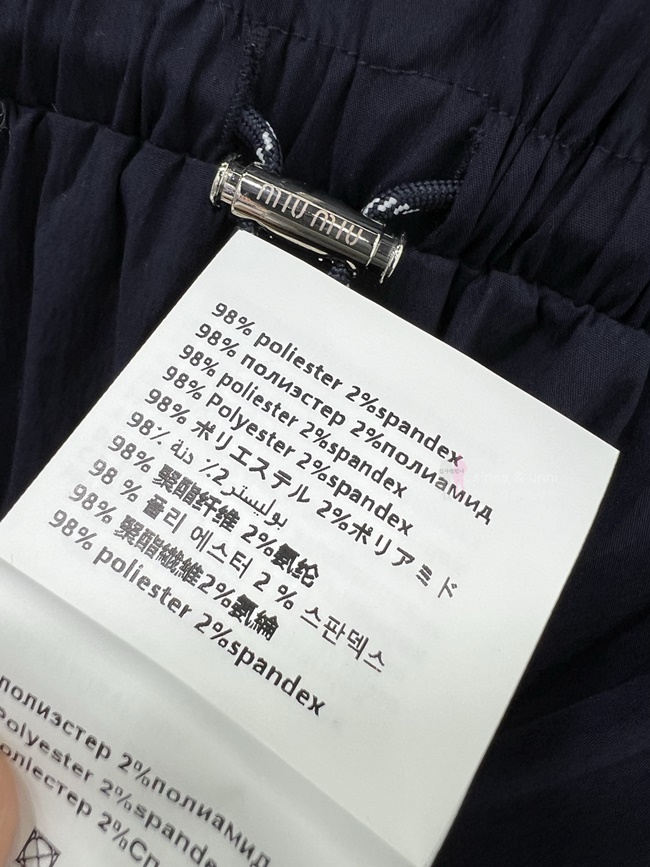 MIU MIU
98% poliester 2%spandex
98% полиэстер 2%полиамид
98% poliester 2%spandex
98% Polyester 2%spandex
98% ポリエステル 2%ポリアミド
98٪ بوليستر 2٪ دنة
98% 聚酯纤维 2%氨纶
98 % 폴리 에스터 2 % 스판덱스
98% 聚酯纖維2%氨綸
98% poliester 2%spandex
полиэстер 2%полиамид
Polyester 2%spande
2%Сп